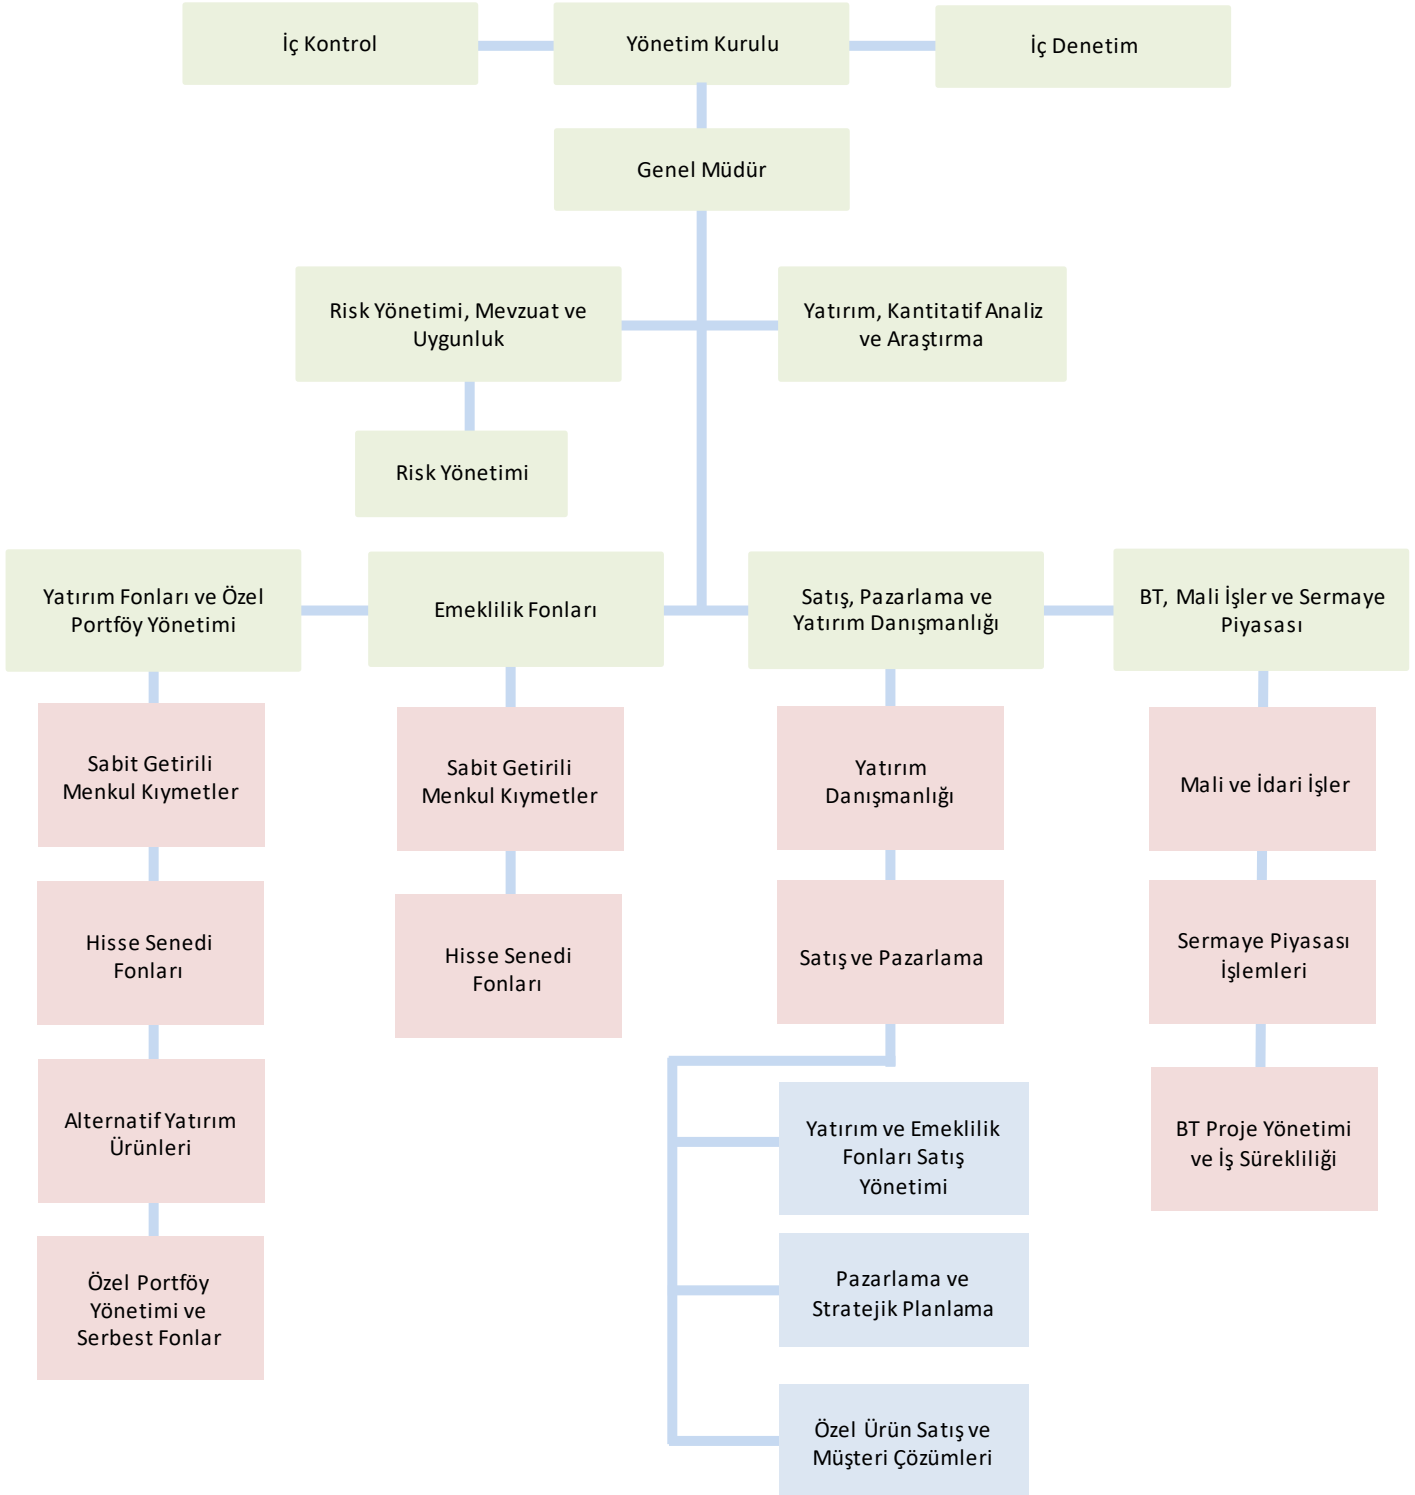 İç Kontrol
Yönetim Kurulu
İç Denetim
Genel Müdür
Risk Yönetimi, Mevzuat ve
Uygunluk
Yatırım, Kantitatif Analiz
ve Araştırma
Risk Yönetimi
Yatırım Fonları ve Özel
Portföy Yönetimi
Emeklilik Fonları
Satış, Pazarlama ve
Yatırım Danışmanlığı
BT, Mali İşler ve Sermaye
Piyasası
Sabit Getirili
Menkul Kıymetler
Sabit Getirili
Menkul Kıymetler
Yatırım
Danışmanlığı
Mali ve İdari İşler
Hisse Senedi
Fonları
Hisse Senedi
Fonları
Satış ve Pazarlama
Sermaye Piyasası
İşlemleri
Alternatif Yatırım
Ürünleri
Yatırım ve Emeklilik
Fonları Satış
Yönetimi
BT Proje Yönetimi
ve İş Sürekliliği
Özel Portföy
Yönetimi ve
Serbest Fonlar
Pazarlama ve
Stratejik Planlama
Özel Ürün Satış ve
Müşteri Çözümleri